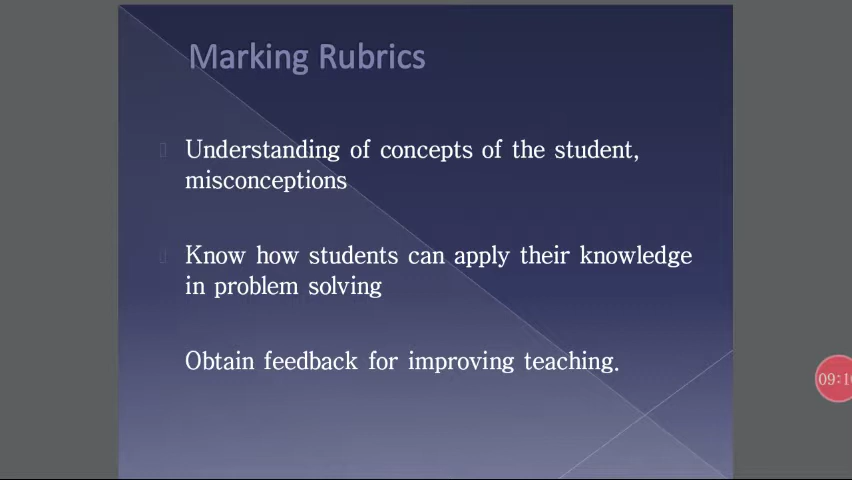 Marking Rubrics
Understanding of concepts of the student,
misconceptions
Know how students can apply their knowledge
in problem solving
Obtain feedback for improving teaching.